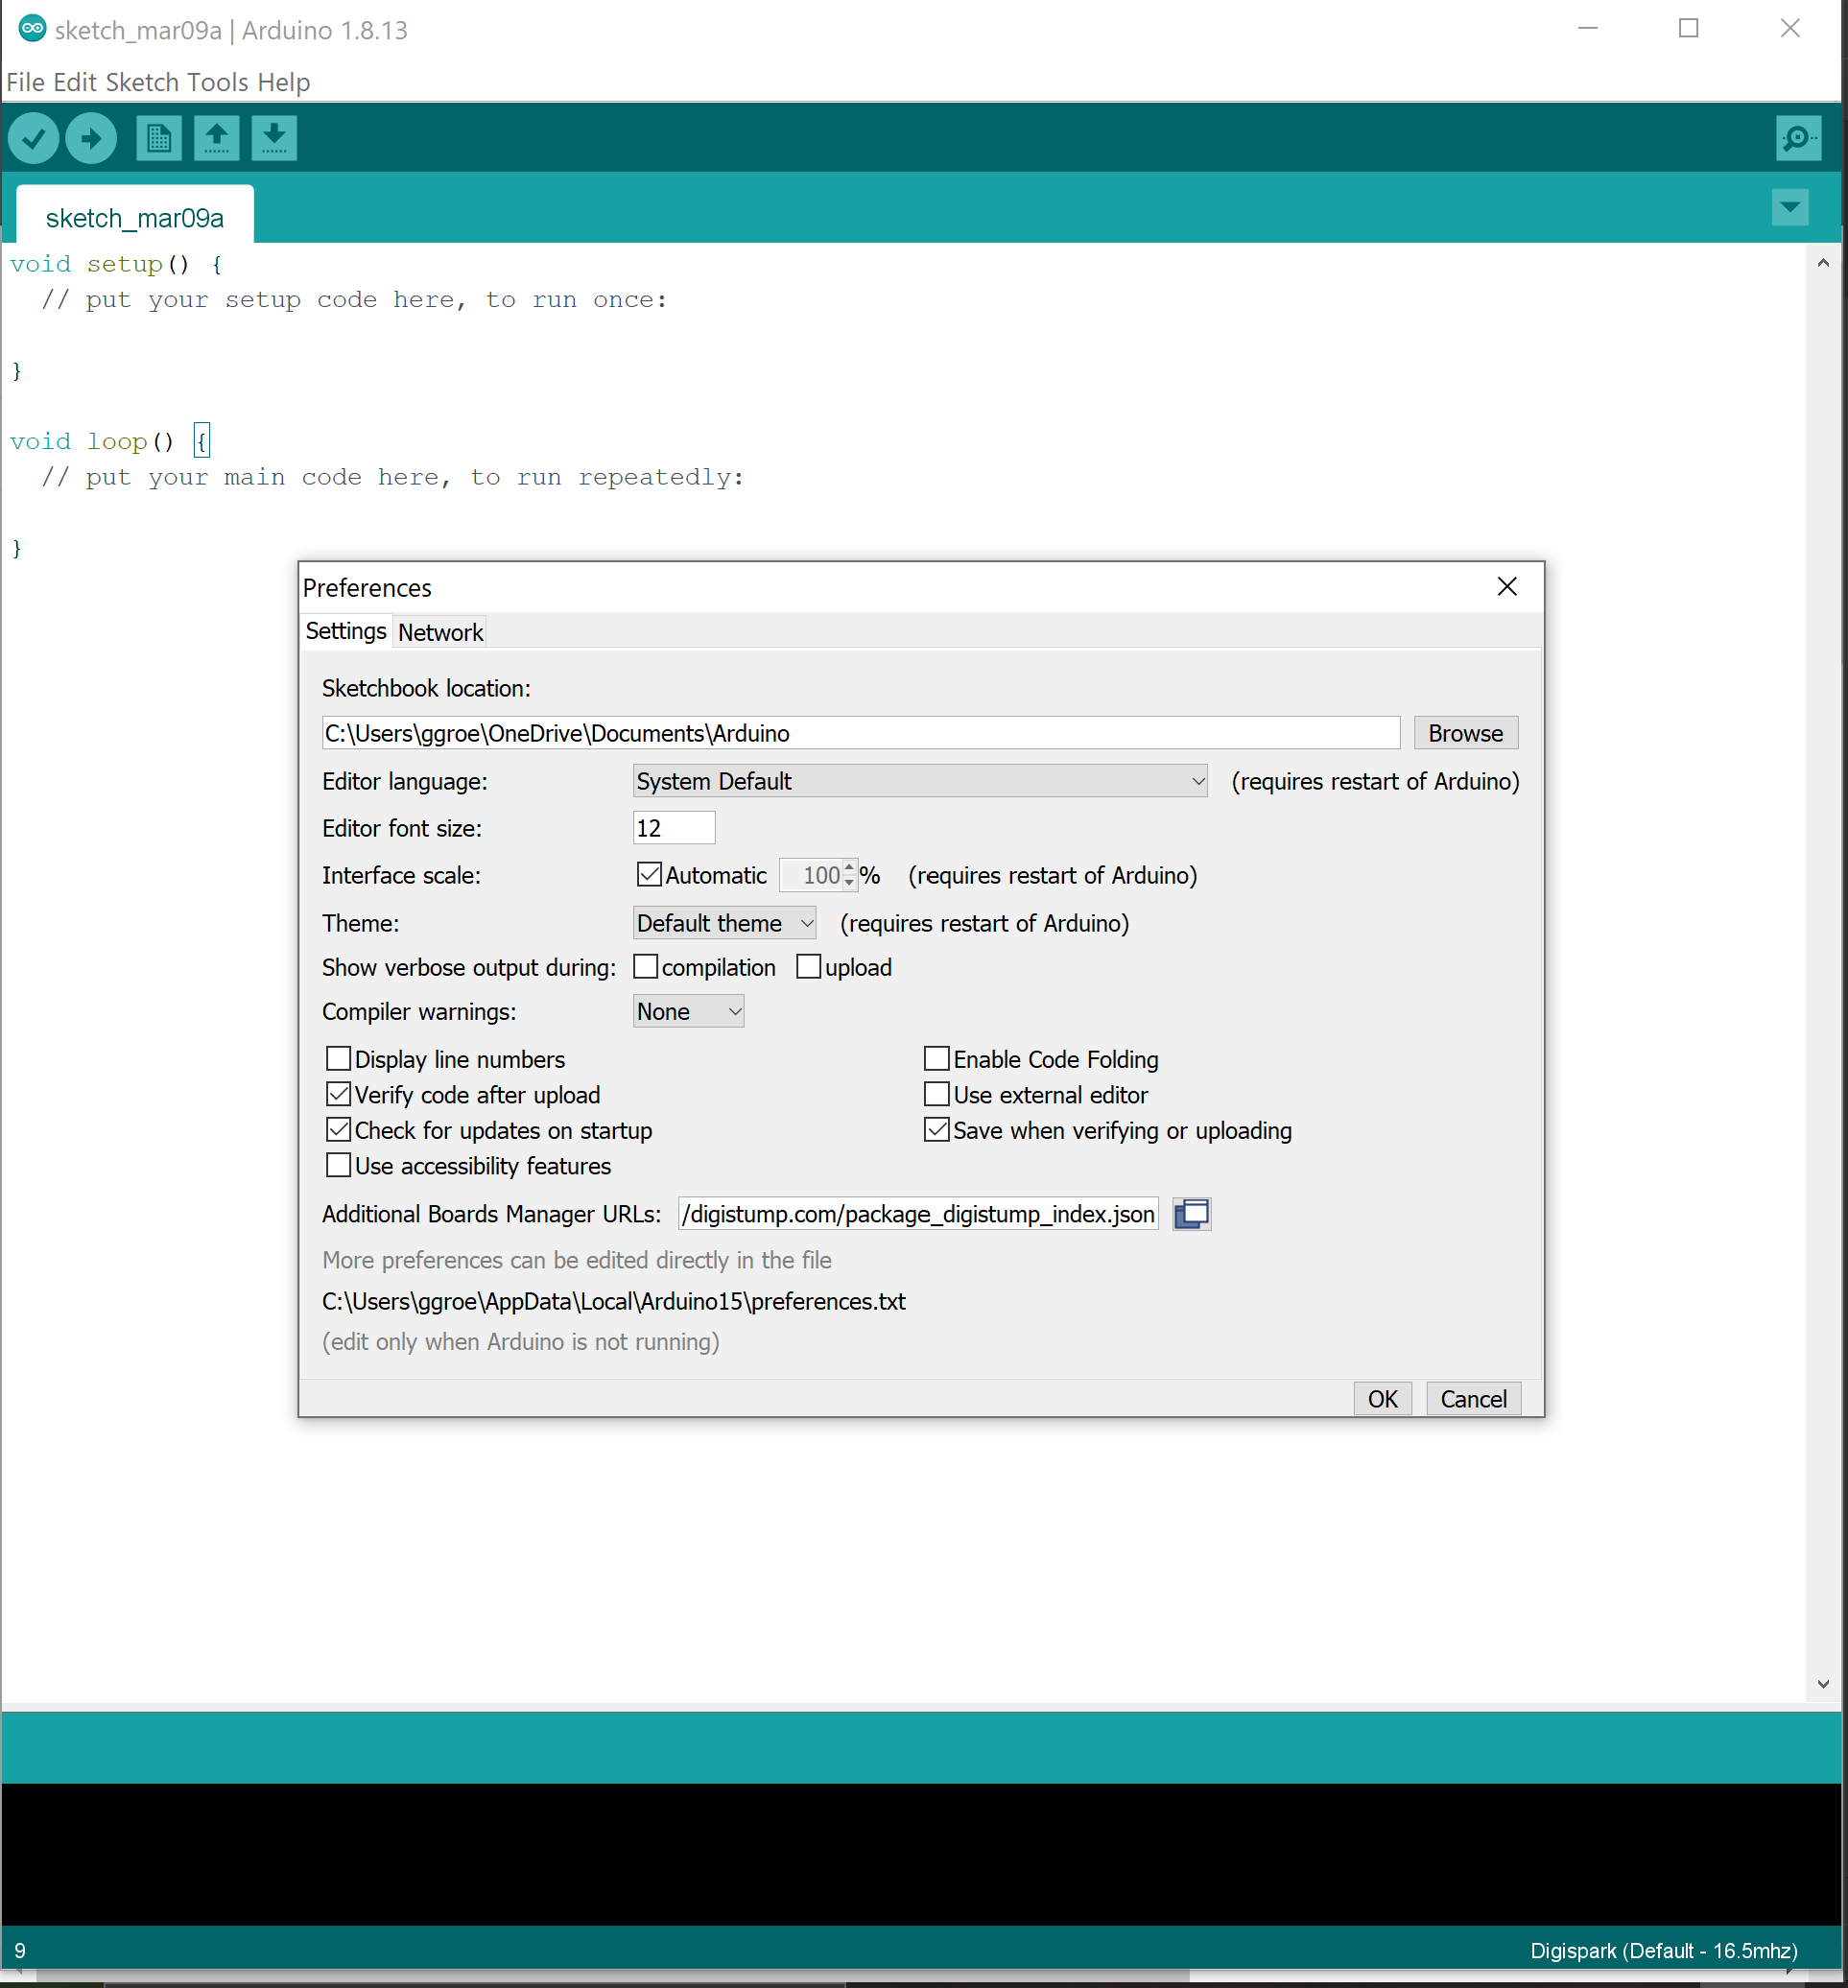 sketch_mar09a | Arduino 1.8.13
File Edit Sketch Tools Help
sketch_mar09a
void setup() {
// put your setup code here, to run once:
}
void loop() {
// put your main code here, to run repeatedly:
}
Preferences
Settings Network
Sketchbook location:
C:\Users\ggroe\OneDrive\Documents\Arduino Browse
Editor language: System Default (requires restart of Arduino)
Editor font size: 12
Interface scale: Automatic 100 % (requires restart of Arduino)
Theme: Default theme (requires restart of Arduino)
Show verbose output during: compilation upload
Compiler warnings: None
Display line numbers Enable Code Folding
Verify code after upload Use external editor
Check for updates on startup Save when verifying or uploading
Use accessibility features
Additional Boards Manager URLs: /digistump.com/package_digistump_index.json
More preferences can be edited directly in the file
C:\Users\ggroe\AppData\Local\Arduino15\preferences.txt
(edit only when Arduino is not running)
OK Cancel
9 Digispark (Default - 16.5mhz)